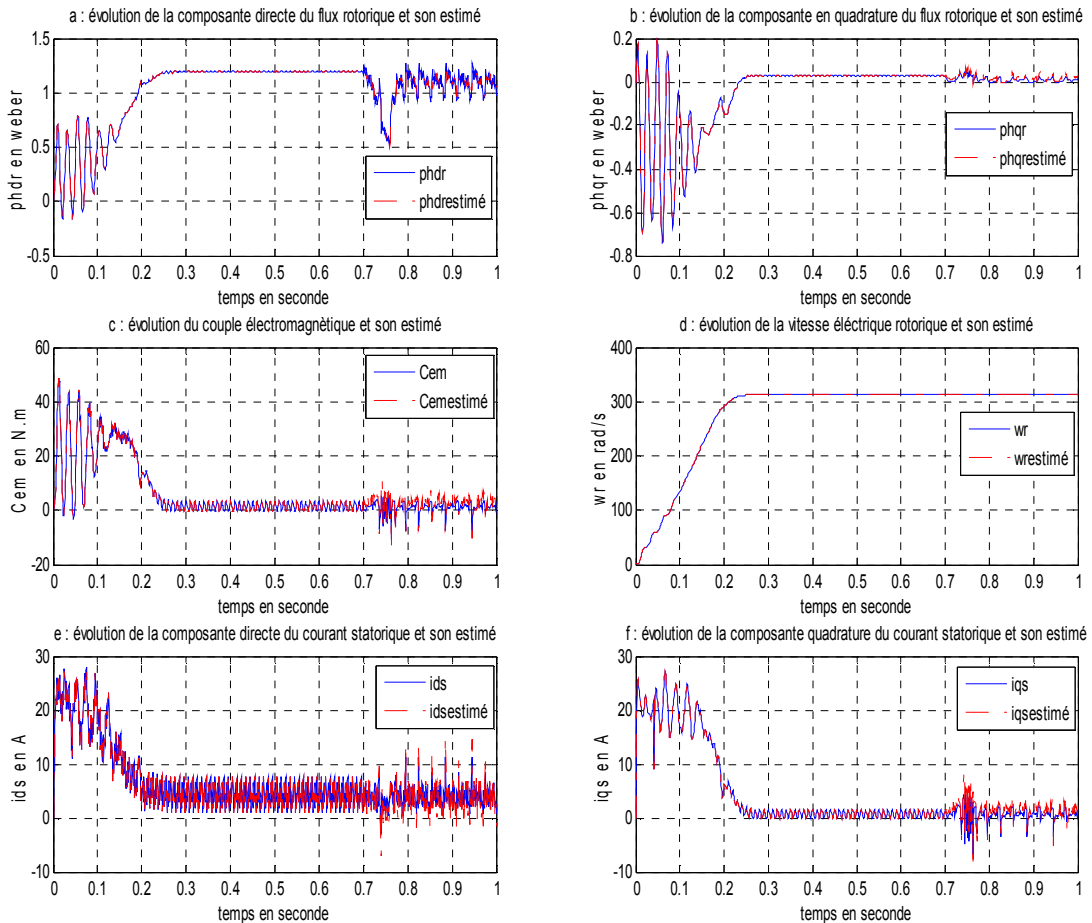 a : évolution de la composante directe du flux rotorique et son estimé
phdr en weber
1.5
1
0.5
0
-0.5
phdr
phdrestimé
0 0.1 0.2 0.3 0.4 0.5 0.6 0.7 0.8 0.9 1
temps en seconde
b : évolution de la composante en quadrature du flux rotorique et son estimé
phqr en weber
0.2
0
-0.2
-0.4
-0.6
-0.8
phqr
phqrestimé
0 0.1 0.2 0.3 0.4 0.5 0.6 0.7 0.8 0.9 1
temps en seconde
c : évolution du couple électromagnètique et son estimé
Cem en N.m
60
40
20
0
-20
Cem
Cemestimé
0 0.1 0.2 0.3 0.4 0.5 0.6 0.7 0.8 0.9 1
temps en seconde
d : évolution de la vitesse éléctrique rotorique et son estimé
wr en rad/s
400
300
200
100
0
wr
wrestimé
0 0.1 0.2 0.3 0.4 0.5 0.6 0.7 0.8 0.9 1
temps en seconde
e : évolution de la composante directe du courant statorique et son estimé
ids en A
30
20
10
0
-10
ids
idsestimé
0 0.1 0.2 0.3 0.4 0.5 0.6 0.7 0.8 0.9 1
temps en seconde
f : évolution de la composante quadrature du courant statorique et son estimé
iqs en A
30
20
10
0
-10
iqs
iqsestimé
0 0.1 0.2 0.3 0.4 0.5 0.6 0.7 0.8 0.9 1
temps en seconde